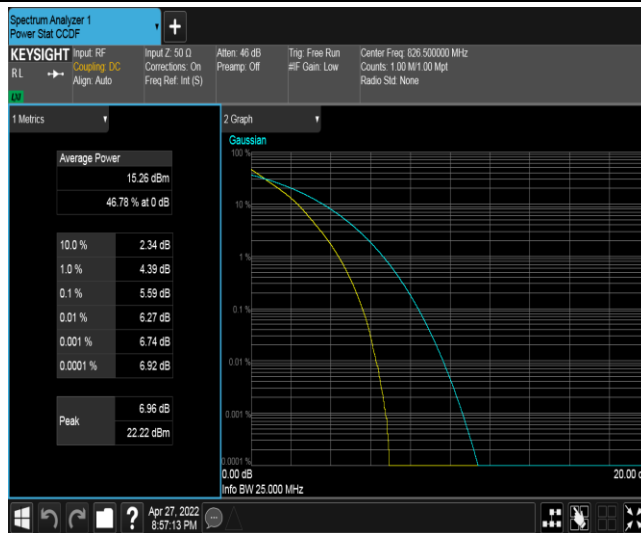 Spectrum Analyzer 1
Power Stat CCDF
+
KEYSIGHT
RL
LXI
Input: RF
Coupling: DC
Align: Auto
Input Z: 50 Ω
Corrections: On
Freq Ref: Int (S)
Atten: 46 dB
Preamp: Off
Trig: Free Run
#IF Gain: Low
Center Freq: 826.500000 MHz
Counts: 1.00 M/1.00 Mpt
Radio Std: None
1 Metrics
Average Power
15.26 dBm
46.78 % at 0 dB
10.0 % 2.34 dB
1.0 % 4.39 dB
0.1 % 5.59 dB
0.01 % 6.27 dB
0.001 % 6.74 dB
0.0001 % 6.92 dB
Peak
6.96 dB
22.22 dBm
2 Graph
Gaussian
100 %
10 %
1 %
0.1 %
0.01 %
0.001 %
0.0001 %
0.00 dB
20.00 d
Info BW 25.000 MHz
?
Apr 27, 2022
8:57:13 PM